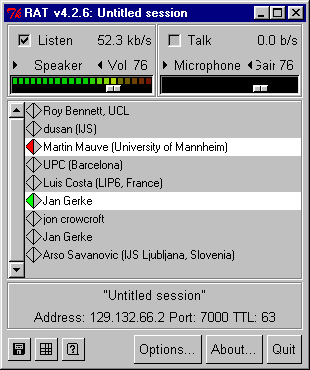 RAT v4.2.6: Untitled session
Listen 52.3 kb/s
Talk 0.0 b/s
Speaker Vol 76
Microphone Gain 76
Roy Bennett, UCL
dusan (IJS)
Martin Mauve (University of Mannheim)
UPC (Barcelona)
Luis Costa (LIP6, France)
Jan Gerke
jon crowcroft
Jan Gerke
Arso Savanovic (IJS Ljubljana, Slovenia)
"Untitled session"
Address: 129.132.66.2 Port: 7000 TTL: 63
Options... About... Quit